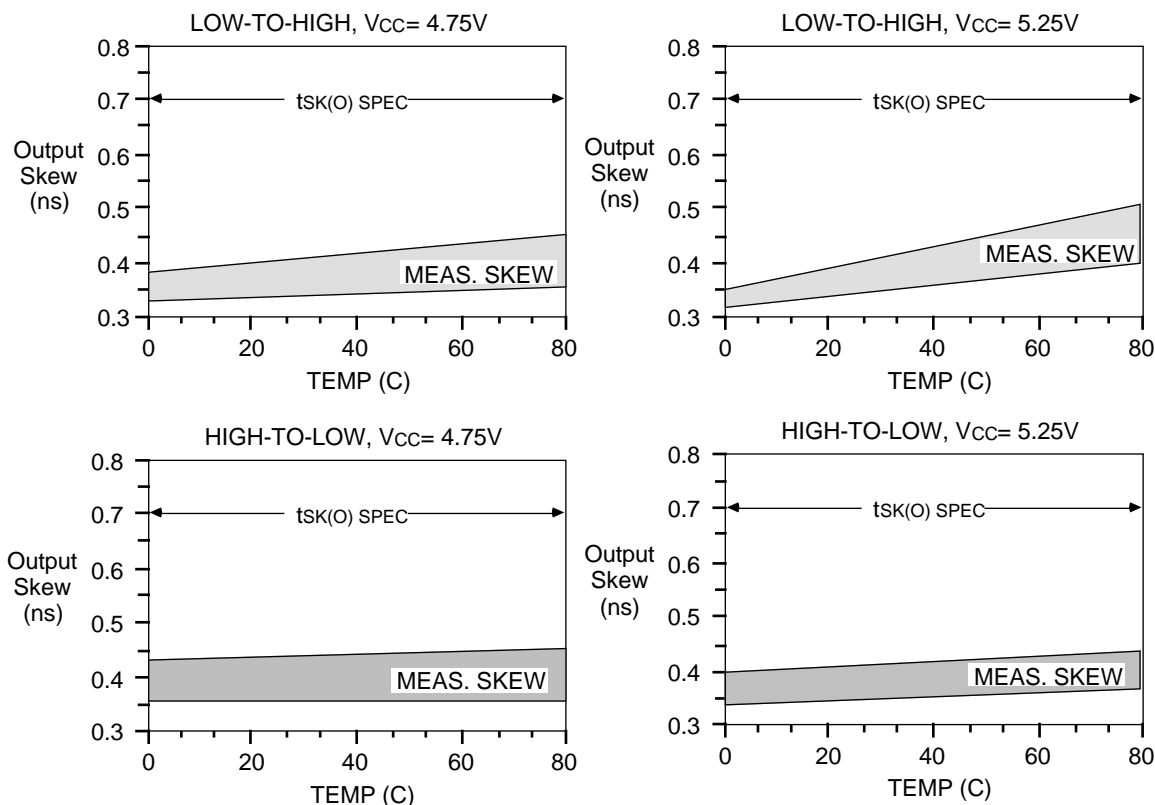 LOW-TO-HIGH, VCC= 4.75V
0.8
0.7
0.6
0.5
0.4
0.3
Output
Skew
(ns)
tSK(O) SPEC
MEAS. SKEW
0 20 40 60 80
TEMP (C)
LOW-TO-HIGH, VCC= 5.25V
0.8
0.7
0.6
0.5
0.4
0.3
Output
Skew
(ns)
tSK(O) SPEC
MEAS. SKEW
0 20 40 60 80
TEMP (C)
HIGH-TO-LOW, VCC= 4.75V
0.8
0.7
0.6
0.5
0.4
0.3
Output
Skew
(ns)
tSK(O) SPEC
MEAS. SKEW
0 20 40 60 80
TEMP (C)
HIGH-TO-LOW, VCC= 5.25V
0.8
0.7
0.6
0.5
0.4
0.3
Output
Skew
(ns)
tSK(O) SPEC
MEAS. SKEW
0 20 40 60 80
TEMP (C)